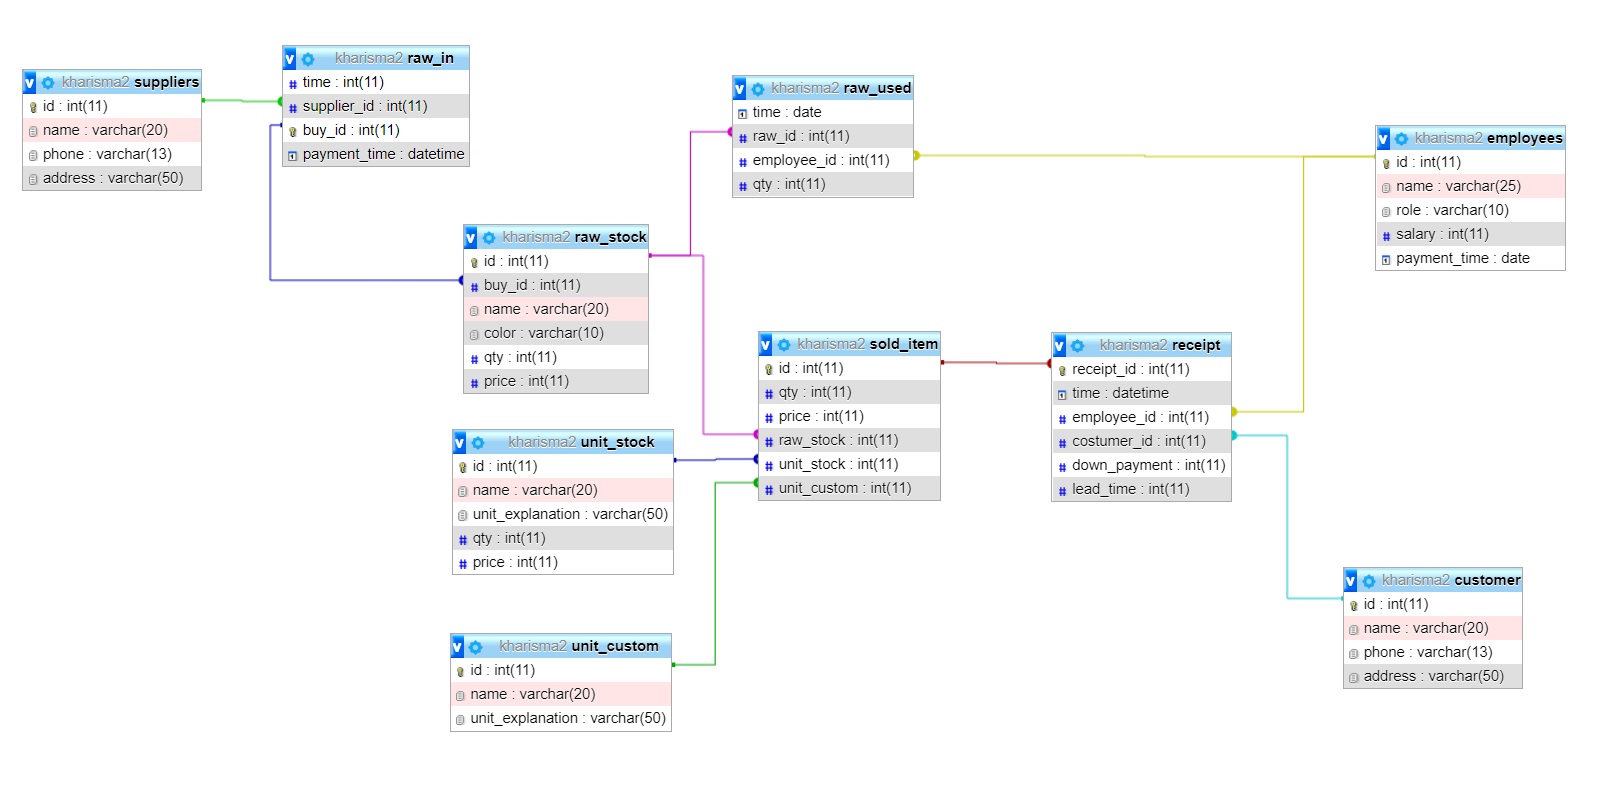 v kharisma2 suppliers
id : int(11)
name : varchar(20)
phone : varchar(13)
address : varchar(50)
v kharisma2 raw_in
# time : int(11)
# supplier_id : int(11)
buy_id : int(11)
payment_time : datetime
v kharisma2 raw_used
time : date
# raw_id : int(11)
# employee_id : int(11)
# qty : int(11)
v kharisma2 employees
id : int(11)
name : varchar(25)
role : varchar(10)
# salary : int(11)
payment_time : date
v kharisma2 raw_stock
id : int(11)
# buy_id : int(11)
name : varchar(20)
color : varchar(10)
# qty : int(11)
# price : int(11)
v kharisma2 sold_item
id : int(11)
# qty : int(11)
# price : int(11)
# raw_stock : int(11)
# unit_stock : int(11)
# unit_custom : int(11)
v kharisma2 receipt
receipt_id : int(11)
time : datetime
# employee_id : int(11)
# costumer_id : int(11)
# down_payment : int(11)
# lead_time : int(11)
v kharisma2 unit_stock
id : int(11)
name : varchar(20)
unit_explanation : varchar(50)
# qty : int(11)
# price : int(11)
v kharisma2 unit_custom
id : int(11)
name : varchar(20)
unit_explanation : varchar(50)
v kharisma2 customer
id : int(11)
name : varchar(20)
phone : varchar(13)
address : varchar(50)